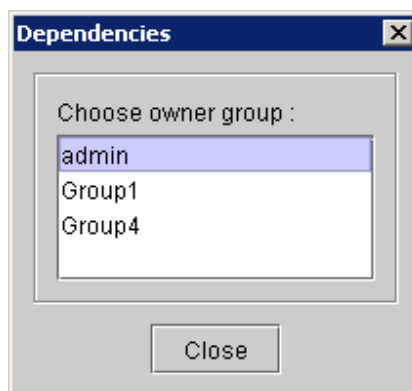 Dependencies
Choose owner group :
admin
Group1
Group4
Close